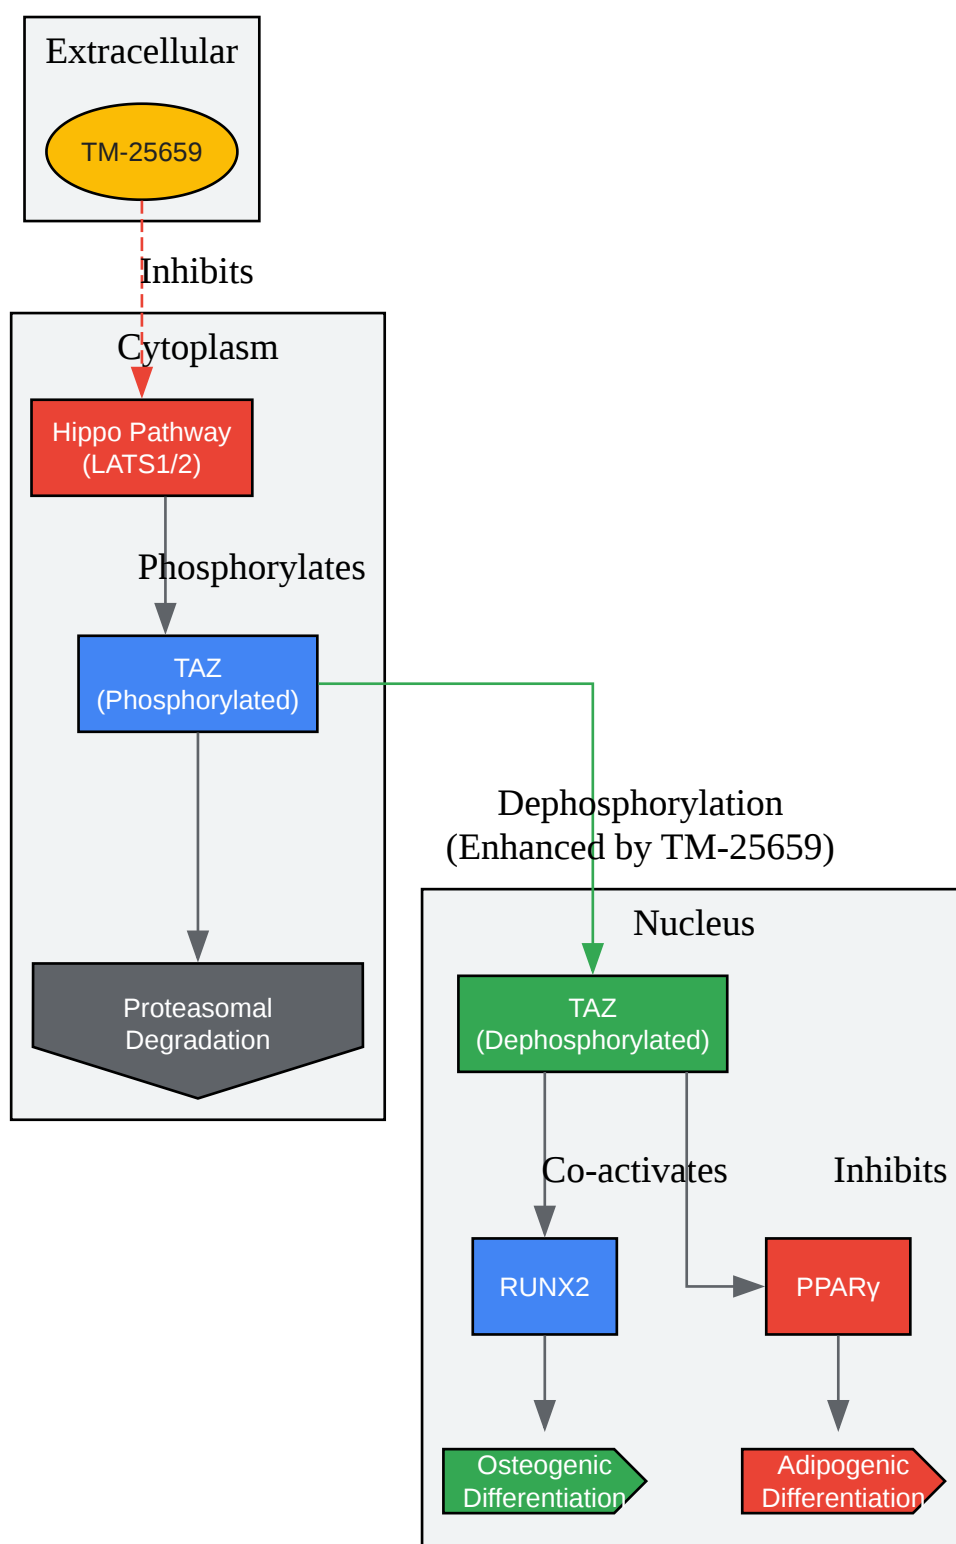 Extracellular
TM-25659
Inhibits
Cytoplasm
Hippo Pathway
(LATS1/2)
Phosphorylates
TAZ
(Phosphorylated)
Dephosphorylation
(Enhanced by TM-25659)
Nucleus
Proteasomal
Degradation
TAZ
(Dephosphorylated)
Co-activates
Inhibits
RUNX2
PPARγ
Osteogenic
Differentiation
Adipogenic
Differentiation